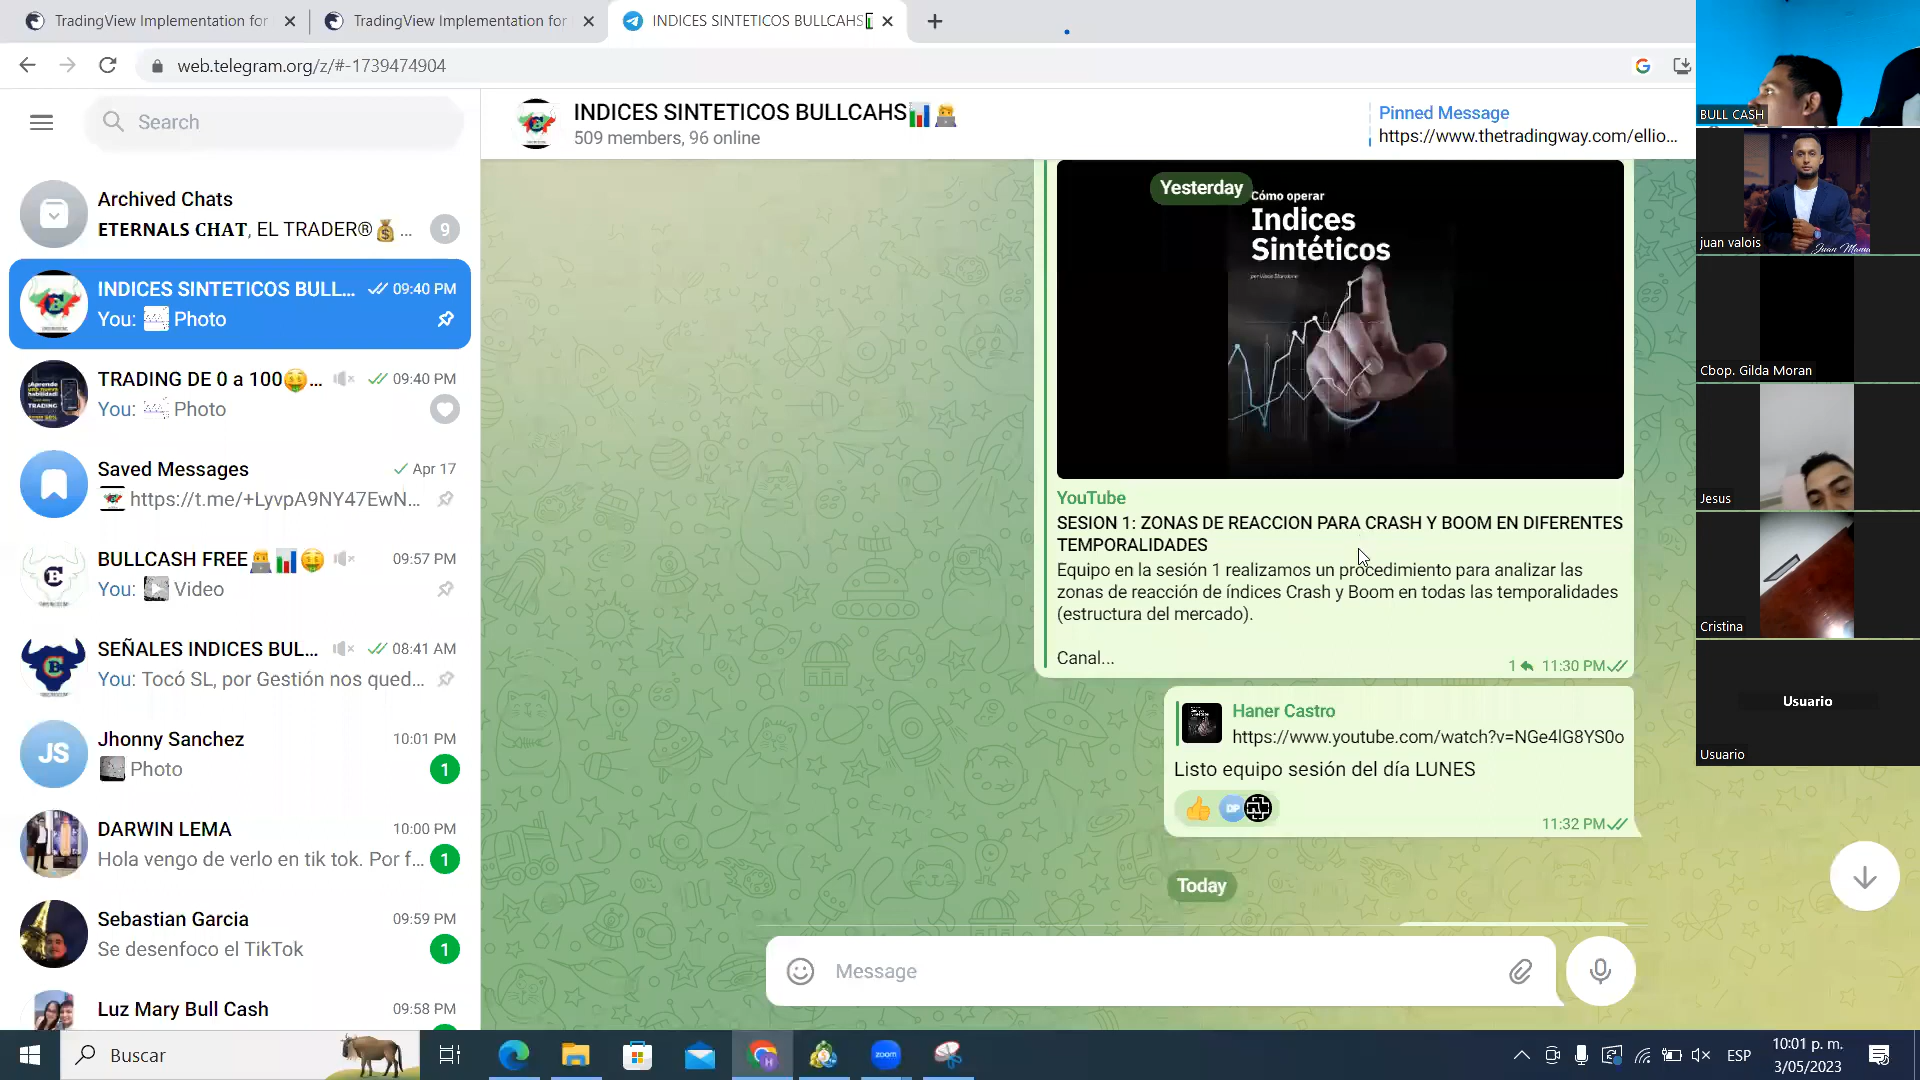 TradingView Implementation for
TradingView Implementation for
INDICES SINTETICOS BULLCAHS
web.telegram.org/z/#-1739474904
Search
INDICES SINTETICOS BULLCAHS
509 members, 96 online
Pinned Message
https://www.thetradingway.com/ellio...
Archived Chats
ETERNALS CHAT, EL TRADER® ...
9
INDICES SINTETICOS BULL...
09:40 PM
You: Photo
TRADING DE 0 a 100 ...
09:40 PM
You: Photo
Saved Messages
Apr 17
https://t.me/+LyvpA9NY47EwN...
BULLCASH FREE
09:57 PM
You: Video
SEÑALES INDICES BUL...
08:41 AM
You: Tocó SL, por Gestión nos qued...
JS
Jhonny Sanchez
10:01 PM
Photo
1
DARWIN LEMA
10:00 PM
Hola vengo de verlo en tik tok. Por f...
1
Sebastian Garcia
09:59 PM
Se desenfoco el TikTok
1
Luz Mary Bull Cash
09:58 PM
Yesterday
Cómo operar
Indices
Sintéticos
YouTube
SESION 1: ZONAS DE REACCION PARA CRASH Y BOOM EN DIFERENTES
TEMPORALIDADES
Equipo en la sesión 1 realizamos un procedimiento para analizar las
zonas de reacción de índices Crash y Boom en todas las temporalidades
(estructura del mercado).
Canal...
1 11:30 PM
Haner Castro
https://www.youtube.com/watch?v=NGe4lG8YS0o
Listo equipo sesión del día LUNES
DP
11:32 PM
Today
Message
BULL CASH
juan valois
Cbop. Gilda Moran
Jesus
Cristina
Usuario
Usuario
Buscar
zoom
ESP
10:01 p. m.
3/05/2023